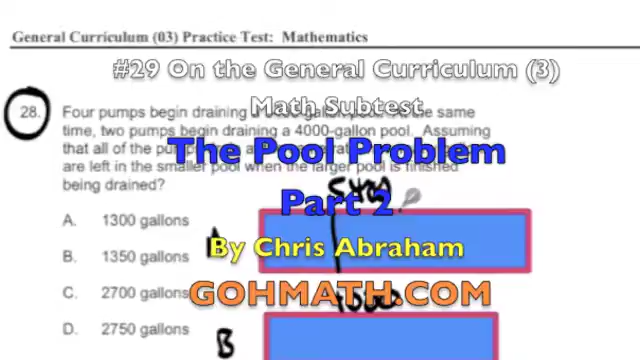 General Curriculum (03) Practice Test: Mathematics
#29 On the General Curriculum (3)
Math Subtest
28. Four pumps begin draining a same
time, two pumps begin draining a 4000-gallon pool. Assuming
that all of the
The Pool Problem
are left in the smaller pool when the larger pool is finished
being drained?
5400
Part 2
A. 1300 gallons
A
By Chris Abraham
B. 1350 gallons
GOHMATH.COM
C. 2700 gallons
4000
D. 2750 gallons
B